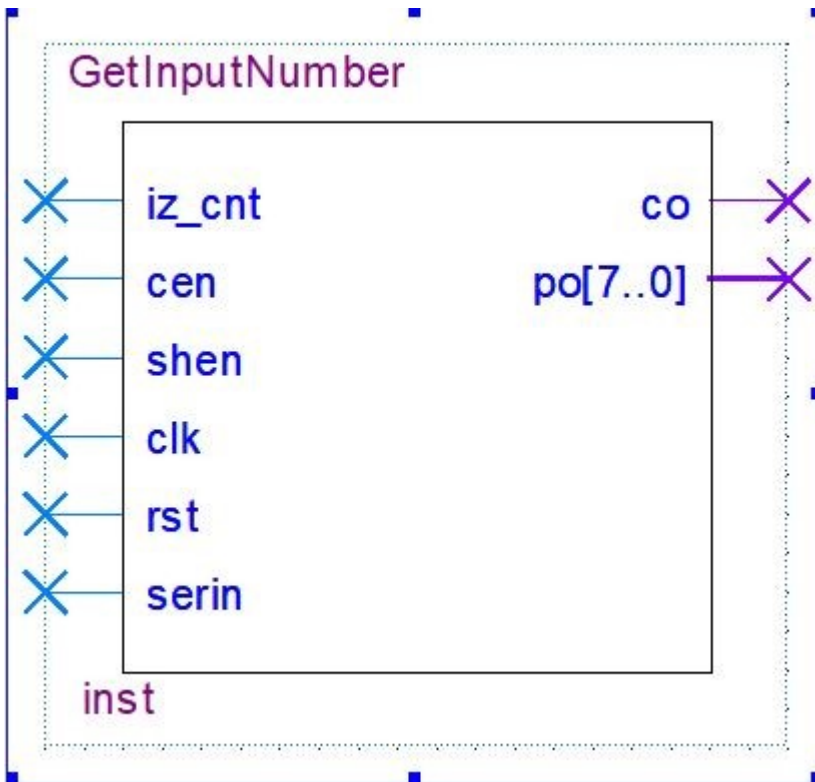 GetInputNumber
iz_cnt
co
cen
po[7..0]
shen
clk
rst
serin
inst